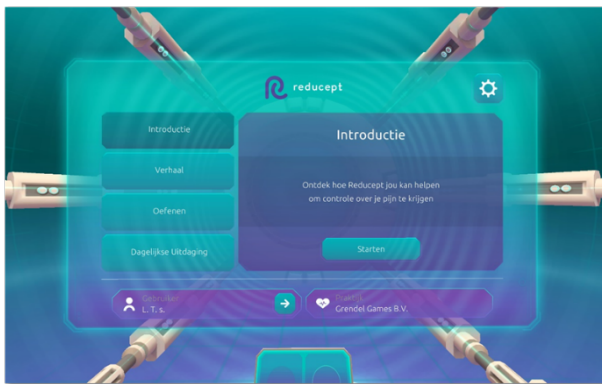 reducept
Introductie
Verhaal
Oefenen
Dagelijkse Uitdaging
Introductie
Ontdek hoe Reducept jou kan helpen
om controle over je pijn te krijgen
Starten
Gebruiker
L. T. s.
Praktijk
Grendel Games B.V.